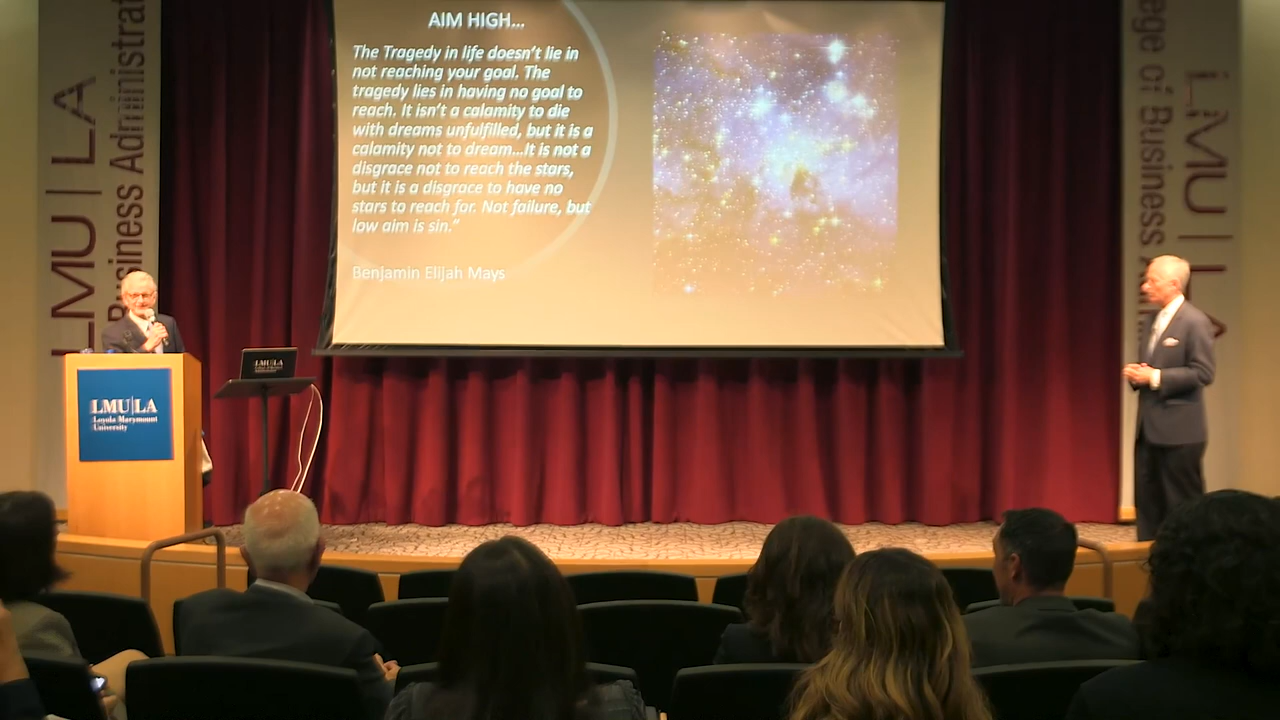 AIM HIGH...
The Tragedy in life doesn't lie in
not reaching your goal. The
tragedy lies in having no goal to
reach. It isn't a calamity to die
with dreams unfulfilled, but it is a
calamity not to dream...It is not a
disgrace not to reach the stars,
but it is a disgrace to have no
stars to reach for. Not failure, but
low aim is sin."
Benjamin Elijah Mays
LMU | LA
Business Administrat
LMU|LA
Loyola Marymount
University
LMU|LA
LMU | LA
ege of Business